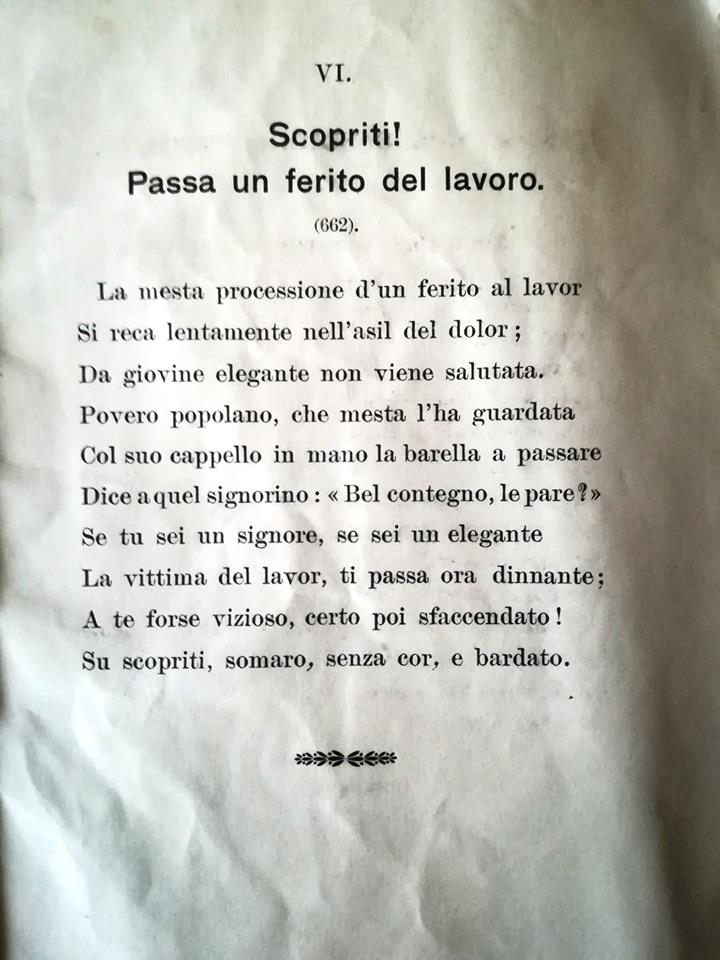 VI.
Scopriti!
Passa un ferito del lavoro.
(662).
La mesta processione d'un ferito al lavor
Si reca lentamente nell'asil del dolor;
Da giovine elegante non viene salutata.
Povero popolano, che mesta l'ha guardata
Col suo cappello in mano la barella a passare
Dice a quel signorino: « Bel contegno, le pare?»
Se tu sei un signore, se sei un elegante
La vittima del lavor, ti passa ora dinnante;
A te forse vizioso, certo poi sfaccendato!
Su scopriti, somaro, senza cor, e bardato.